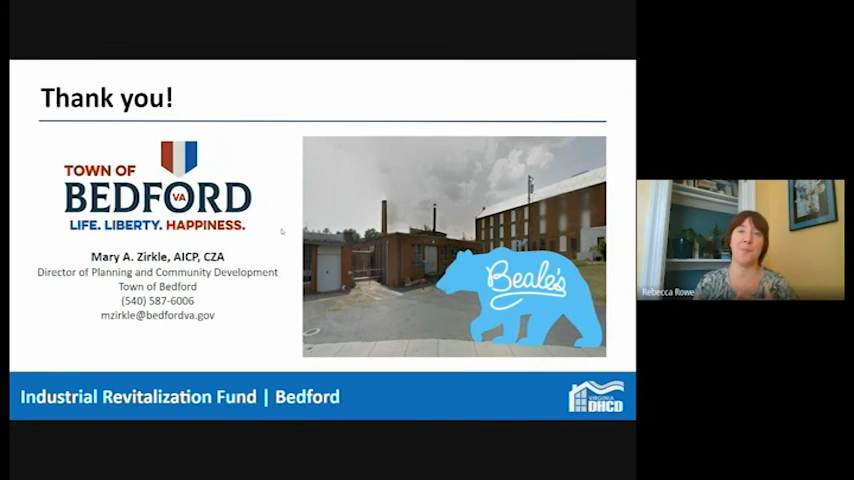 Thank you!
TOWN OF
BEDFORD
VA
LIFE. LIBERTY. HAPPINESS.
Mary A. Zirkle, AICP, CZA
Director of Planning and Community Development
Town of Bedford
(540) 587-6006
mzirkle@bedfordva.gov
Beale's
Rebecca Rowe
Industrial Revitalization Fund | Bedford
VIRGINIA
DHCD